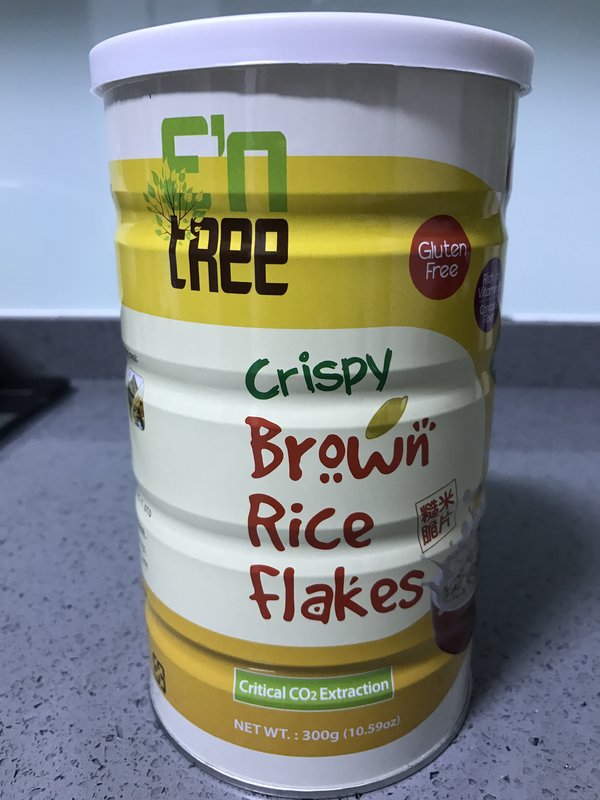 E'n
tree
Gluten
Free
Crispy
Brown
Rice
flakes
糙米
脆片
Critical CO2 Extraction
NET WT. : 300g (10.59oz)